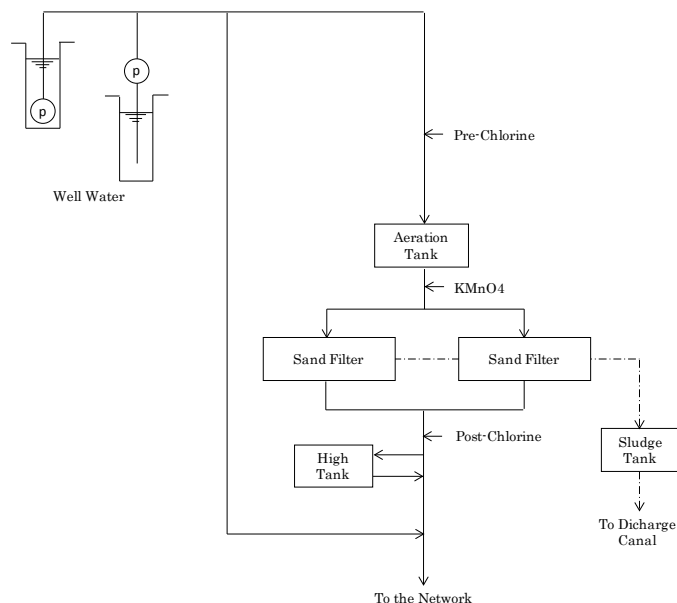 p
p
Well Water
Pre-Chlorine
Aeration
Tank
KMnO4
Sand Filter
Sand Filter
Post-Chlorine
High
Tank
Sludge
Tank
To Dicharge
Canal
To the Network